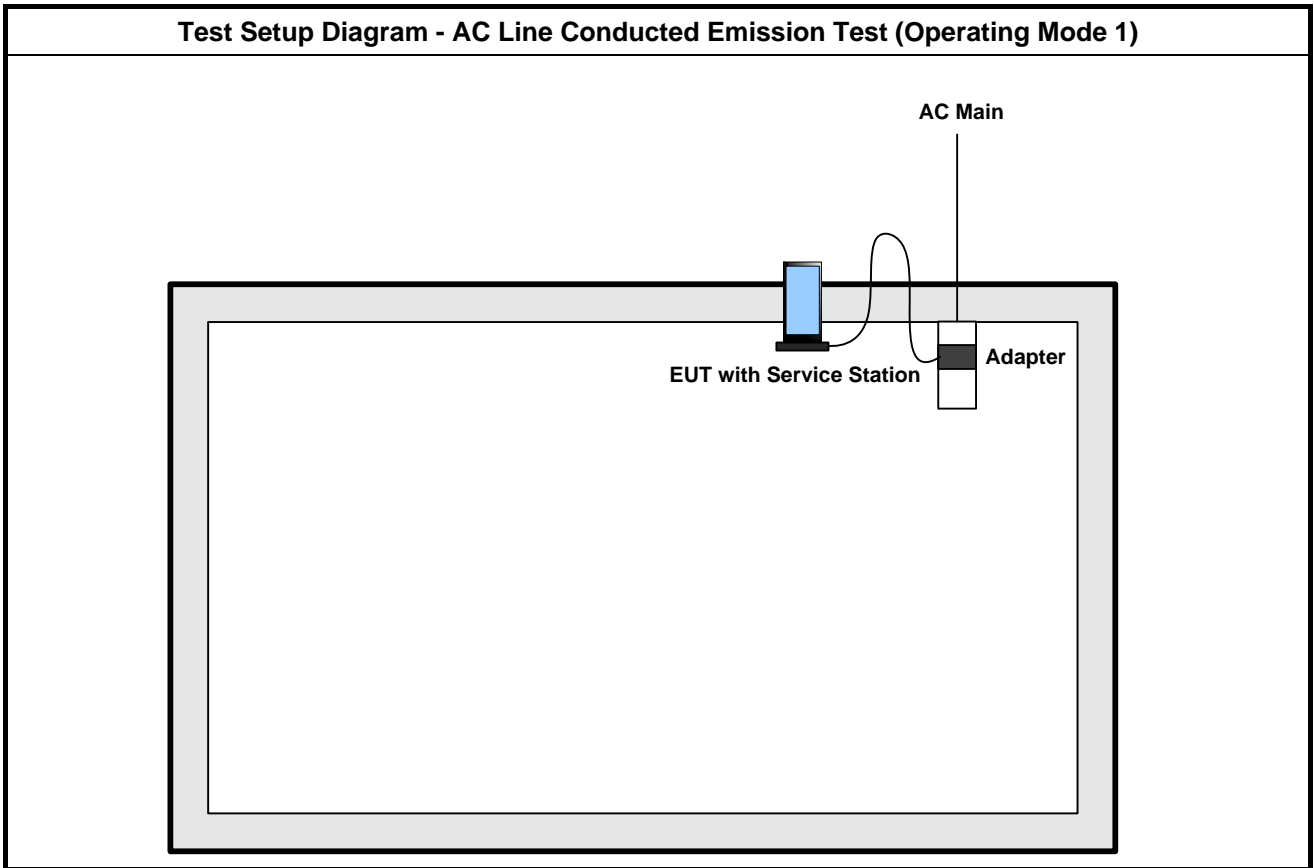 Test Setup Diagram - AC Line Conducted Emission Test (Operating Mode 1)
AC Main
Adapter
EUT with Service Station